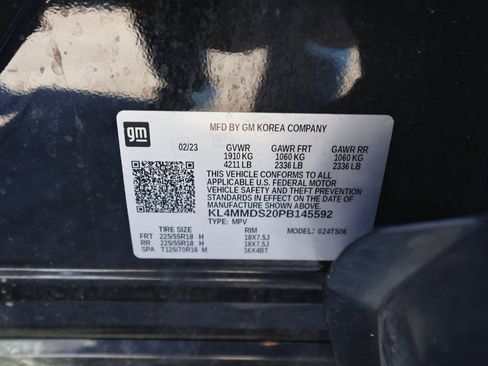 gm
MFD BY GM KOREA COMPANY
02/23 GVWR GAWR FRT GAWR RR
1910 KG 1060 KG 1060 KG
4211 LB 2336 LB 2336 LB
THIS VEHICLE CONFORMS TO ALL
APPLICABLE U.S. FEDERAL MOTOR
VEHICLE SAFETY AND THEFT PREVENTION
STANDARDS IN EFFECT ON THE DATE OF
MANUFACTURE SHOWN ABOVE.
KL4MMDS20PB145592
TYPE: MPV
TIRE SIZE RIM MODEL: 024TS06
FRT 225/55R18 H 18X7.5J
RR 225/55R18 H 18X7.5J
SPA T125/70R16 M 16X4BT